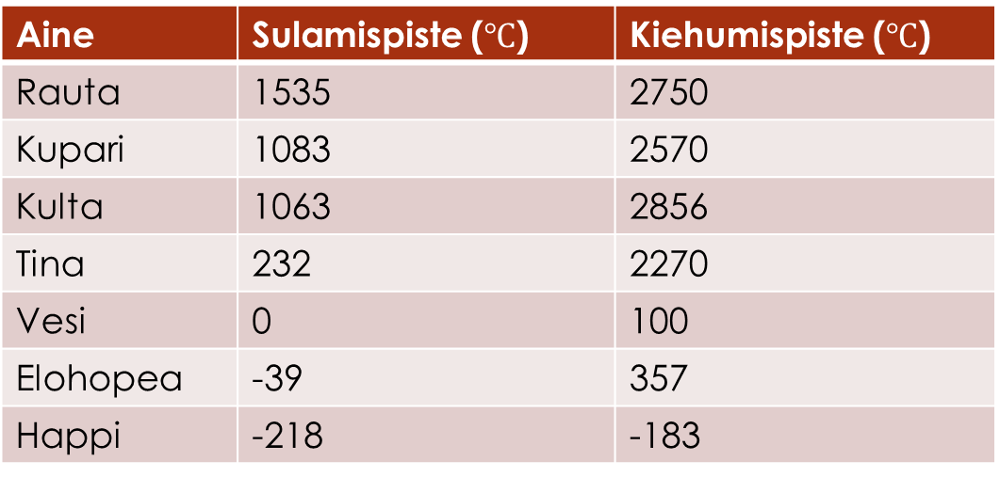 Aine Sulamispiste (℃) Kiehumispiste (℃)
Rauta 1535 2750
Kupari 1083 2570
Kulta 1063 2856
Tina 232 2270
Vesi 0 100
Elohopea -39 357
Happi -218 -183